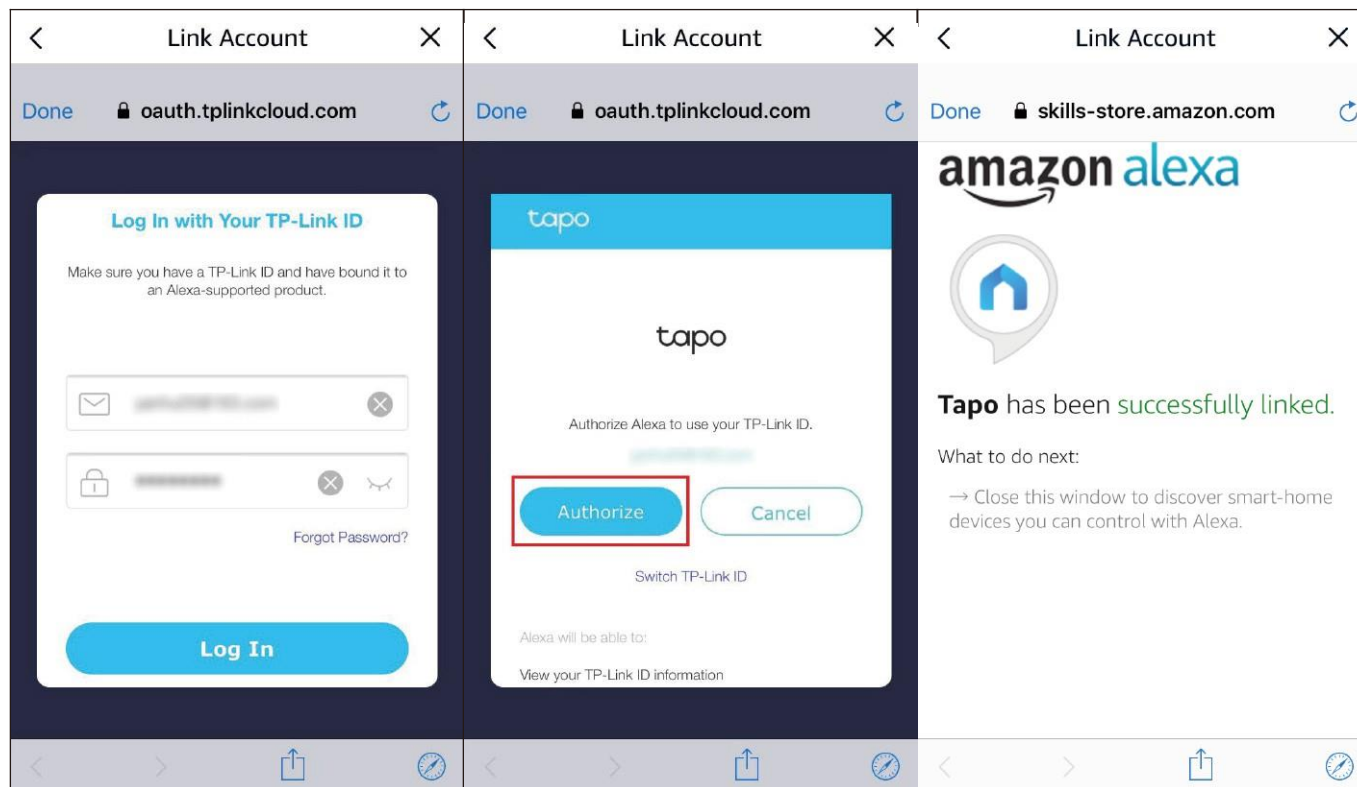 Link Account
Done oauth.tplinkcloud.com
Log In with Your TP-Link ID
Make sure you have a TP-Link ID and have bound it to
an Alexa-supported product.
Forgot Password?
Log In
Link Account
Done oauth.tplinkcloud.com
tapo
tapo
Authorize Alexa to use your TP-Link ID.
Authorize Cancel
Switch TP-Link ID
Alexa will be able to:
View your TP-Link ID information
Link Account
Done skills-store.amazon.com
amazon alexa
Tapo has been successfully linked.
What to do next:
→ Close this window to discover smart-home
devices you can control with Alexa.